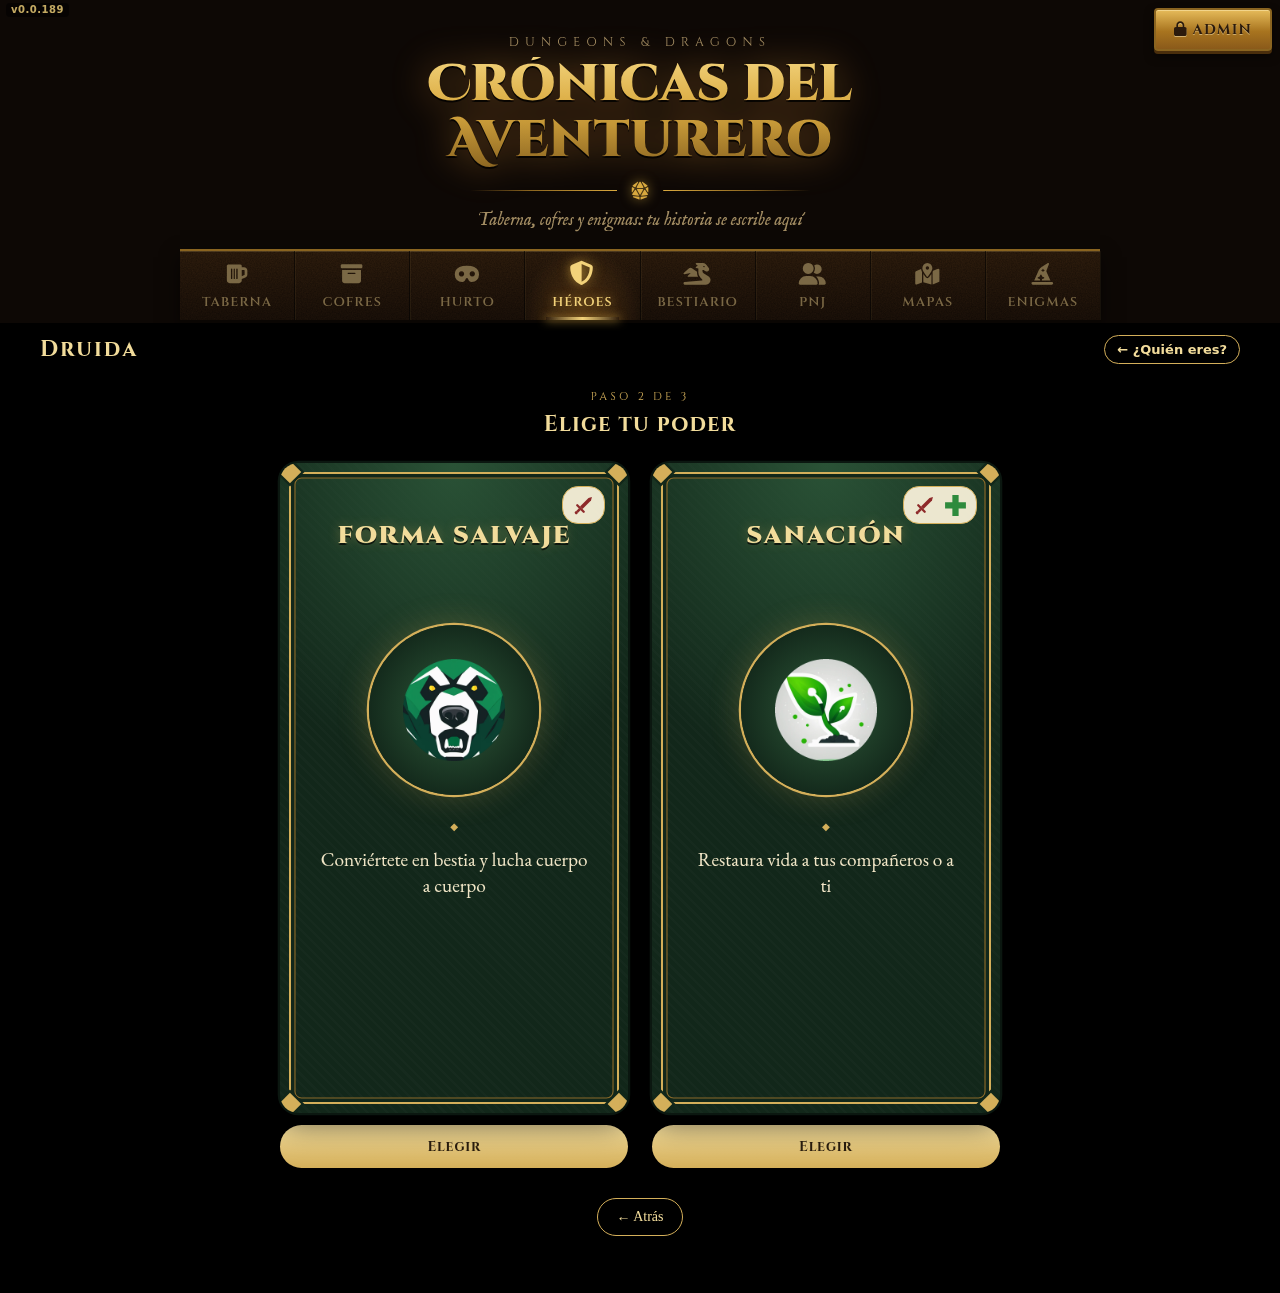 v0.0.189
ADMIN
DUNGEONS & DRAGONS
CRÓNICAS DEL
AVENTURERO
Taberna, cofres y enigmas: tu historia se escribe aquí
TABERNA
COFRES
HURTO
HÉROES
BESTIARIO
PNJ
MAPAS
ENIGMAS
DRUIDA
← ¿Quién eres?
PASO 2 DE 3
ELIGE TU PODER
FORMA SALVAJE
Conviértete en bestia y lucha cuerpo
a cuerpo
ELEGIR
SANACIÓN
Restaura vida a tus compañeros o a
ti
ELEGIR
← Atrás